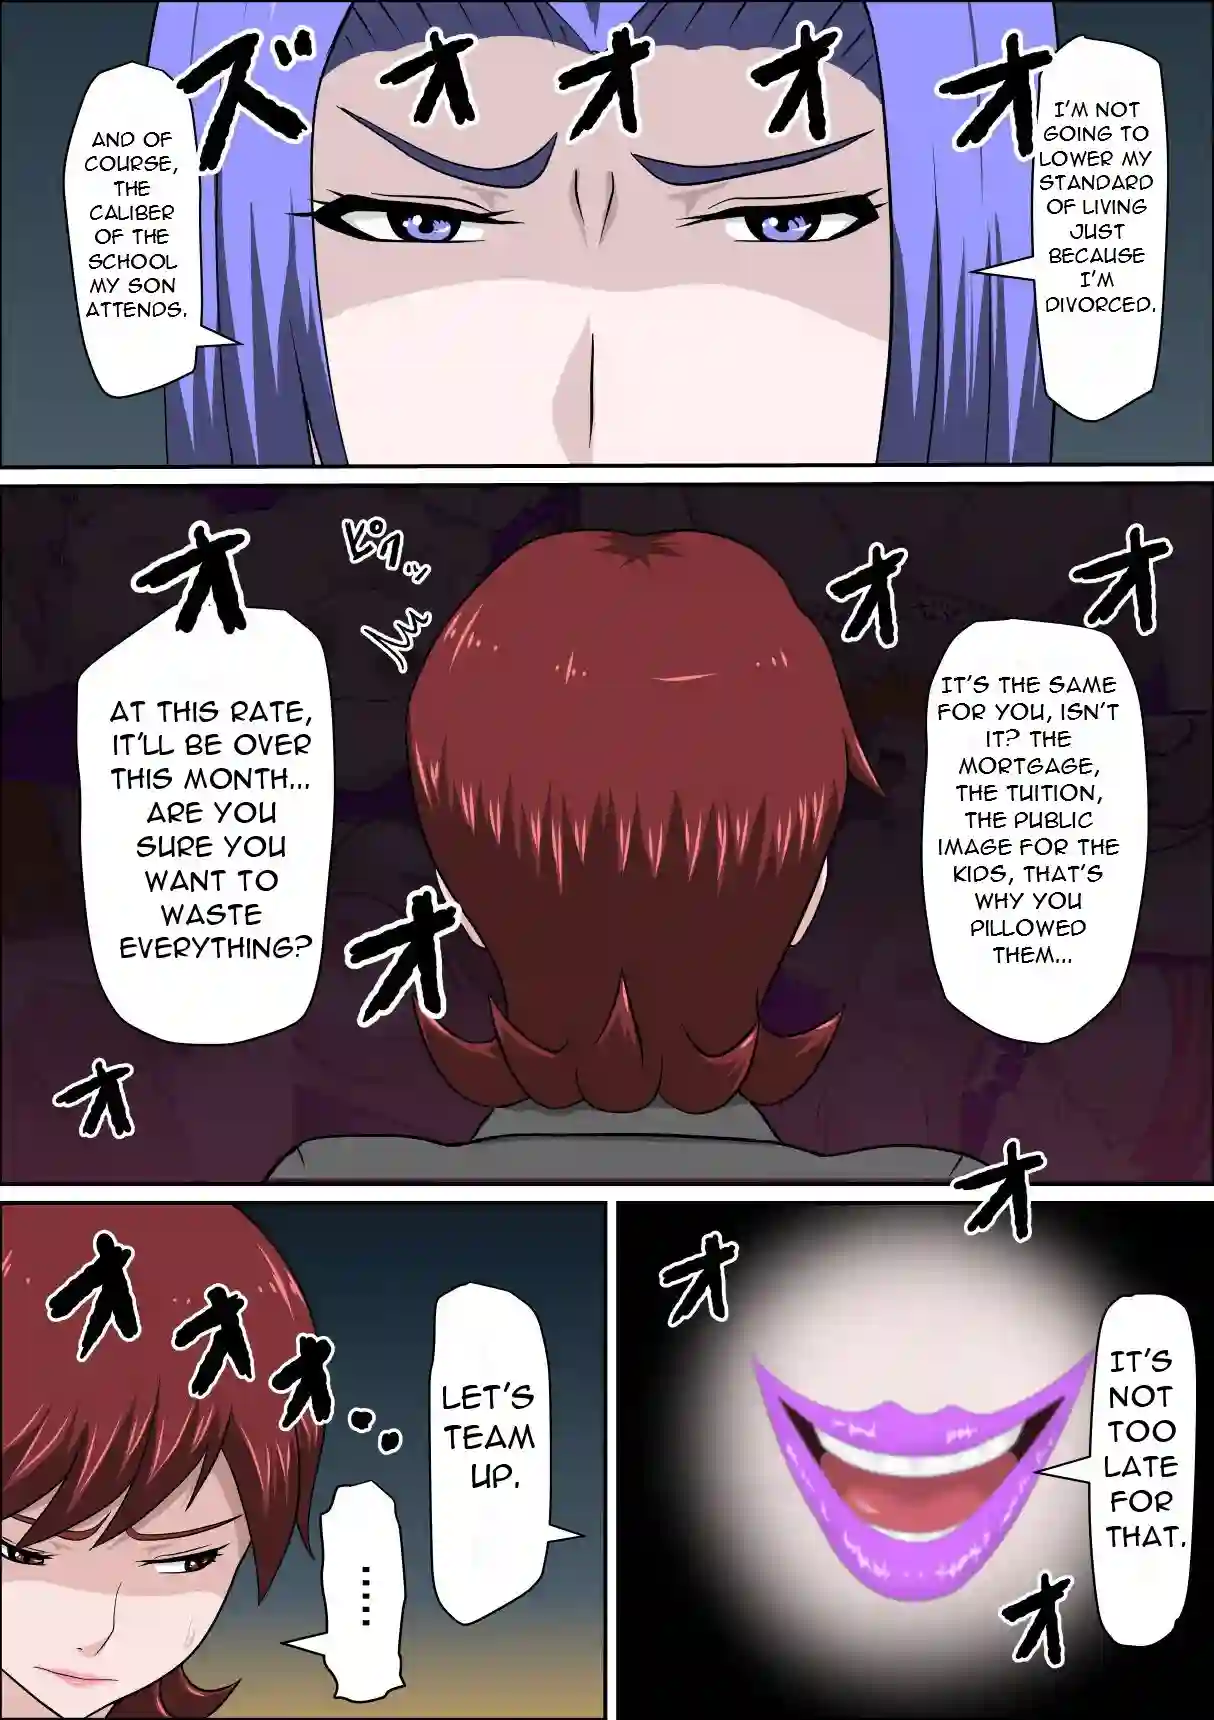 I'M NOT
GOING TO
LOWER MY
STANDARD
OF LIVING
JUST
BECAUSE
I'M
DIVORCED.
AND OF
COURSE,
THE
CALIBER
OF THE
SCHOOL
MY SON
ATTENDS.
ズ
オ
オ
オ
オ
IT'S THE SAME
FOR YOU, ISN'T
IT? THE
MORTGAGE,
THE TUITION,
THE PUBLIC
IMAGE FOR THE
KIDS, THAT'S
WHY YOU
PILLOWED
THEM...
ピクッ
AT THIS RATE,
IT'LL BE OVER
THIS MONTH...
ARE YOU
SURE YOU
WANT TO
WASTE
EVERYTHING?
オ
オ
オ
オ
オ
オ
IT'S
NOT
TOO
LATE
FOR
THAT.
オ
オ
LET'S
TEAM
UP.
......
オ
オ
オ